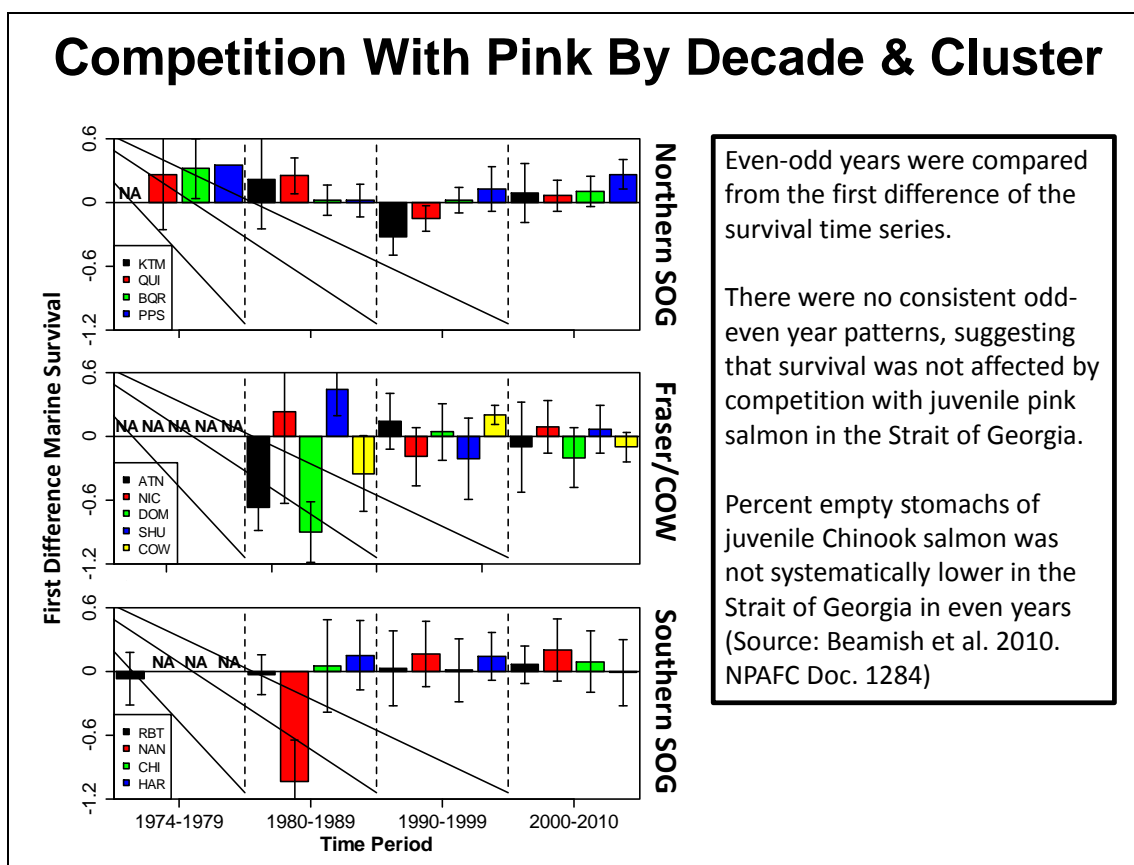 Competition With Pink By Decade & Cluster
First Difference Marine Survival
0.6
0
-0.6
-1.2
NA
KTM
QUI
BQR
PPS
Northern SOG
0.6
0
-0.6
-1.2
NA NA NA NA NA
ATN
NIC
DOM
SHU
COW
Fraser/COW
0.6
0
-0.6
-1.2
NA NA NA
RBT
NAN
CHI
HAR
Southern SOG
1974-1979 1980-1989 1990-1999 2000-2010
Time Period
Even-odd years were compared
from the first difference of the
survival time series.
There were no consistent odd-
even year patterns, suggesting
that survival was not affected by
competition with juvenile pink
salmon in the Strait of Georgia.
Percent empty stomachs of
juvenile Chinook salmon was
not systematically lower in the
Strait of Georgia in even years
(Source: Beamish et al. 2010.
NPAFC Doc. 1284)